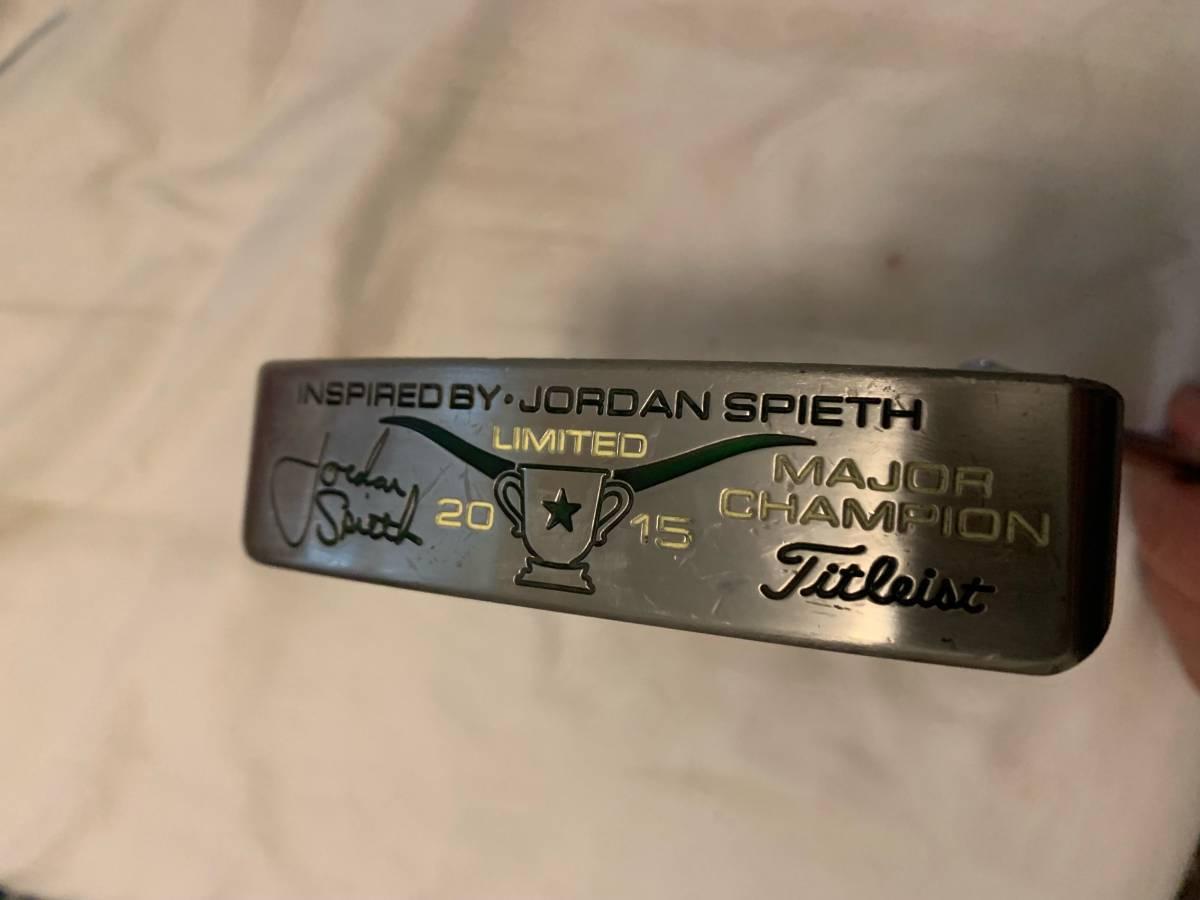 INSPIRED BY • JORDAN SPIETH
LIMITED
Jordan
Spieth
20 15
MAJOR
CHAMPION
Titleist